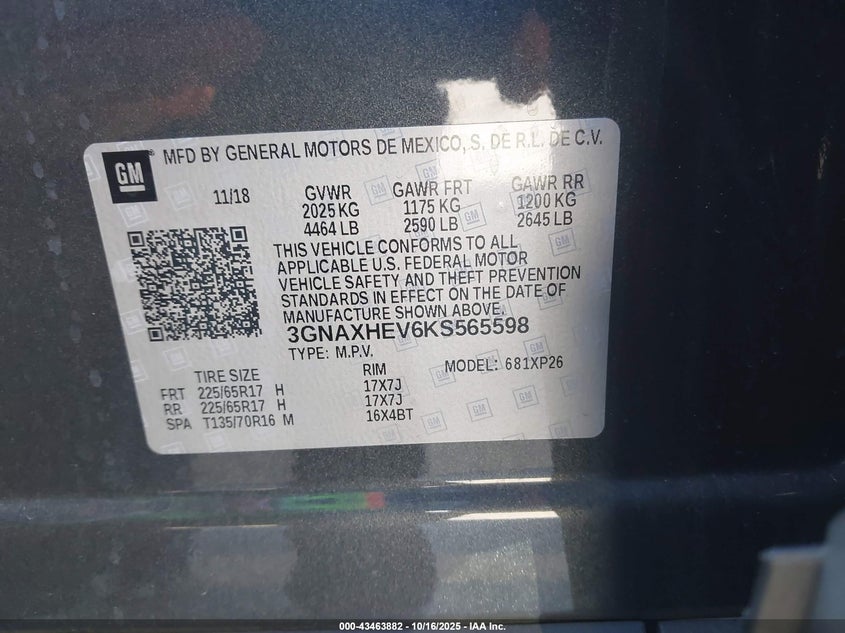 GM
MFD BY GENERAL MOTORS DE MEXICO, S. DE R.L. DE C.V.
11/18 GVWR GAWR FRT GAWR RR
2025 KG 1175 KG 1200 KG
4464 LB 2590 LB 2645 LB
THIS VEHICLE CONFORMS TO ALL
APPLICABLE U.S. FEDERAL MOTOR
VEHICLE SAFETY AND THEFT PREVENTION
STANDARDS IN EFFECT ON THE DATE OF
MANUFACTURE SHOWN ABOVE.
3GNAXHEV6KS565598
TYPE: M.P.V. MODEL: 681XP26
TIRE SIZE RIM
FRT 225/65R17 H 17X7J
RR 225/65R17 H 17X7J
SPA T135/70R16 M 16X4BT
000-43463882 - 10/16/2025 - IAA Inc.